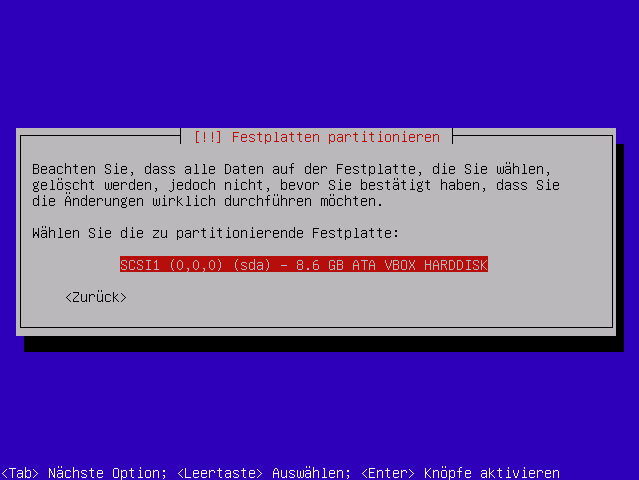 [!!] Festplatten partitionieren
Beachten Sie, dass alle Daten auf der Festplatte, die Sie wählen,
gelöscht werden, jedoch nicht, bevor Sie bestätigt haben, dass Sie
die Änderungen wirklich durchführen möchten.
Wählen Sie die zu partitionierende Festplatte:
SCSI1 (0,0,0) (sda) - 8.6 GB ATA VBOX HARDDISK
<Zurück>
<Tab> Nächste Option; <Leertaste> Auswählen; <Enter> Knöpfe aktivieren